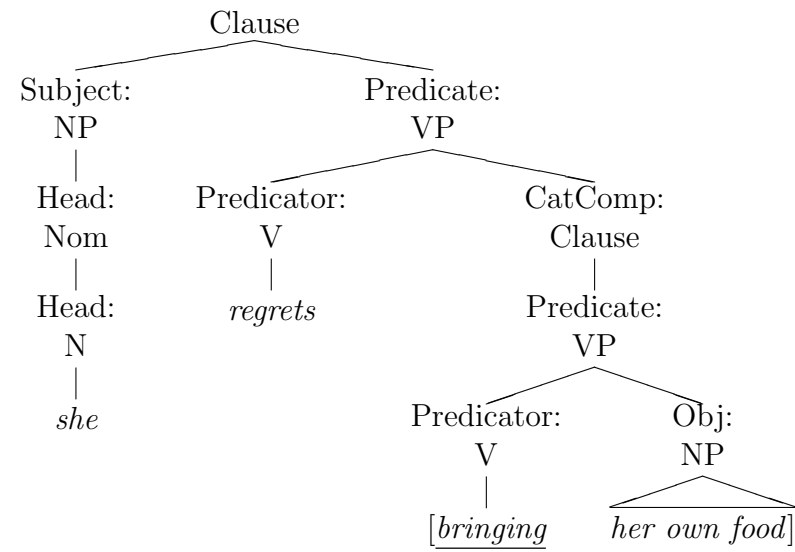 Clause
Subject: Predicate:
NP VP
Head: Predicator: CatComp:
Nom V Clause
Head: regrets Predicate:
N VP
she Predicator: Obj:
V NP
[bringing her own food]